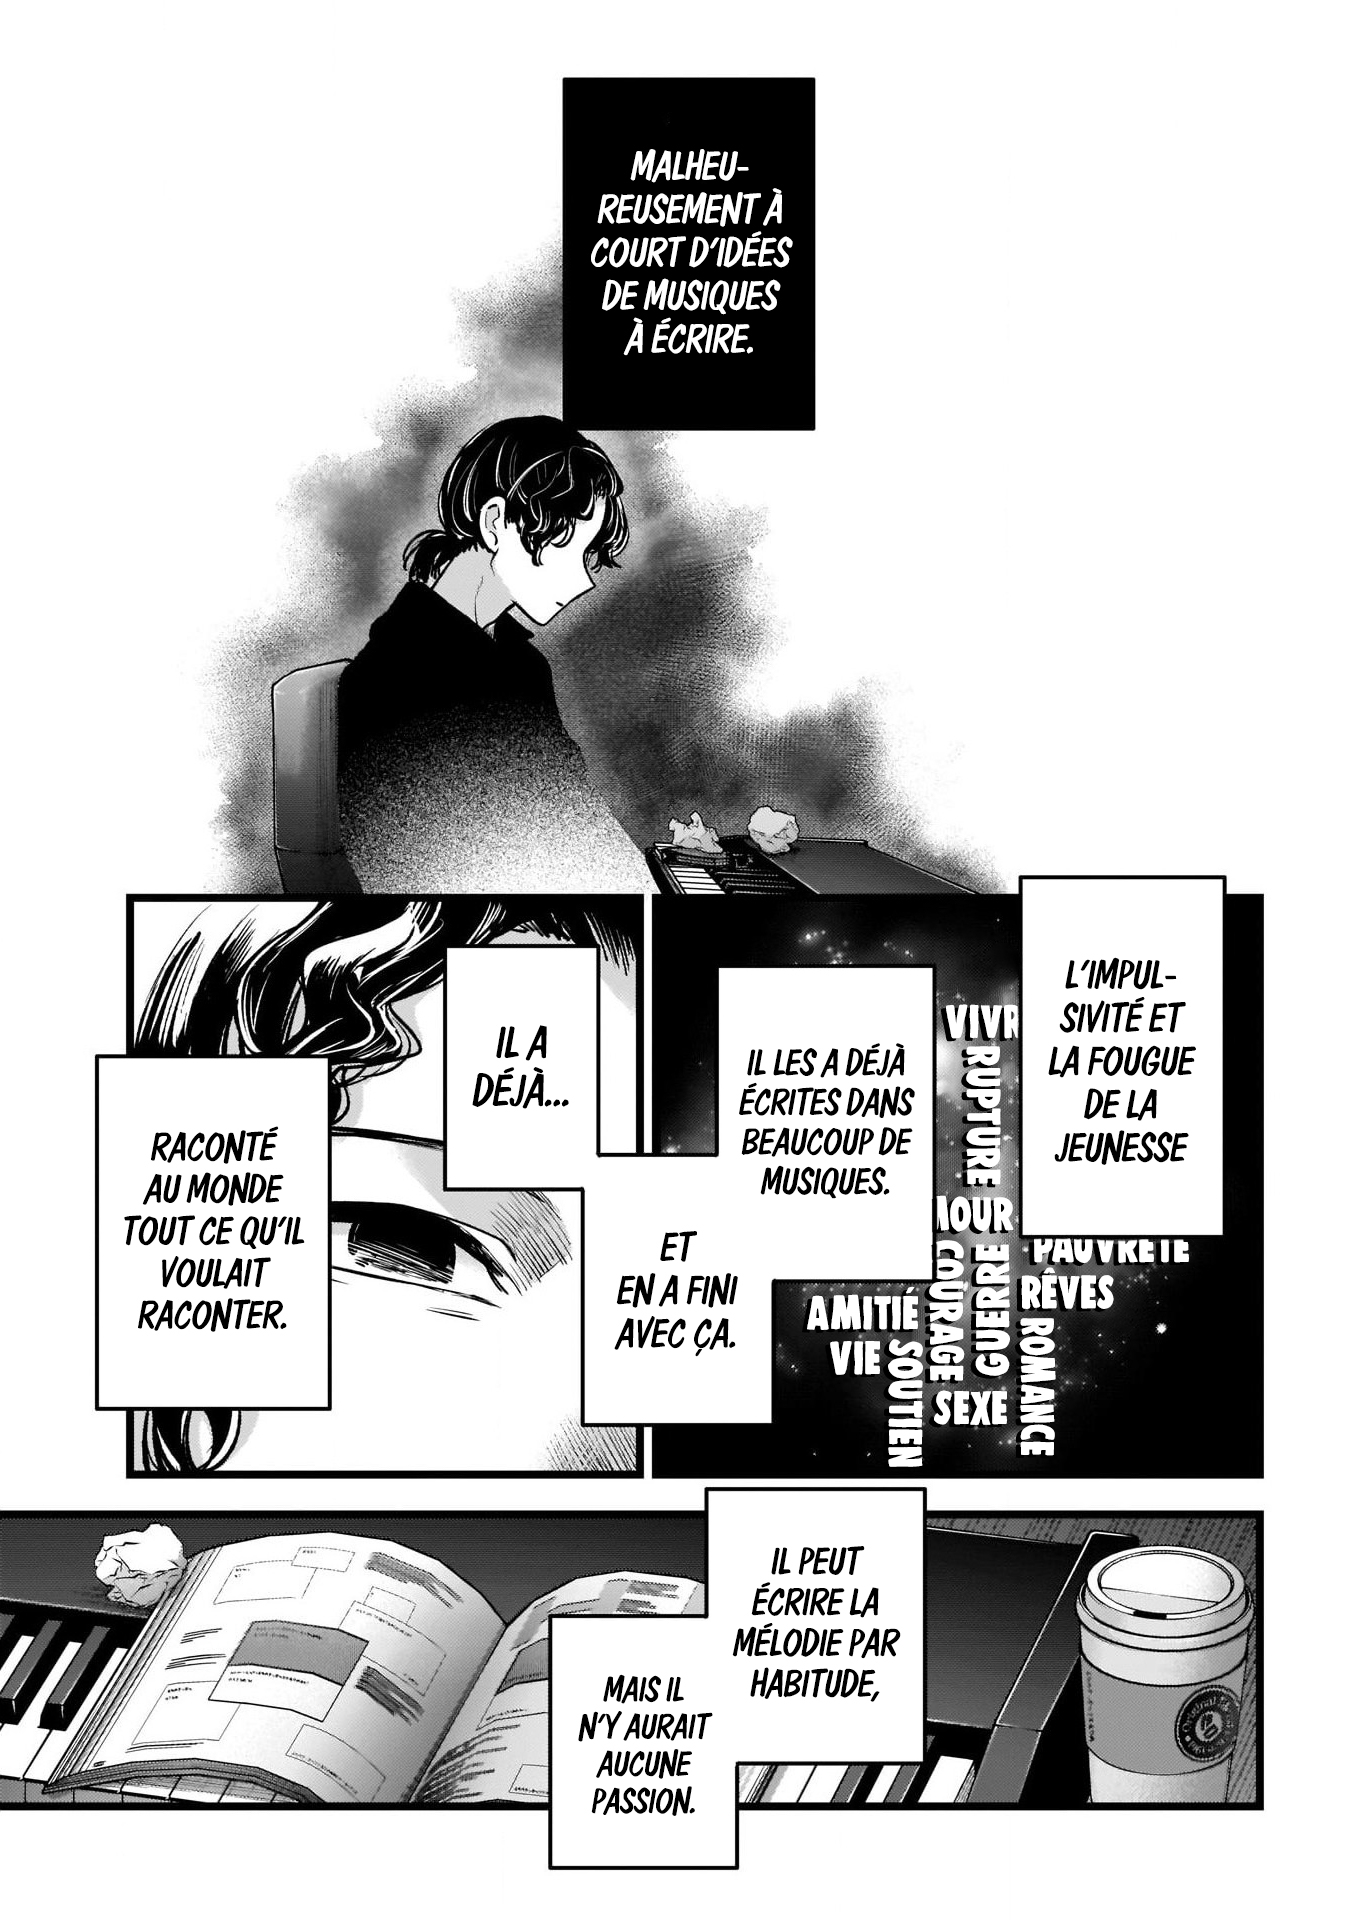 MALHEU-
REUSEMENT À
COURT D'IDÉES
DE MUSIQUES
À ÉCRIRE.
L'IMPUL-
SIVITÉ ET
LA FOUGUE
DE LA
JEUNESSE
IL LES A DÉJÀ
ÉCRITES DANS
BEAUCOUP DE
MUSIQUES.
ET
EN A FINI
AVEC ÇA.
VIVR
RUPTURE
MOUR
PAUVRETÉ
COURAGE
GUERRE
RÊVES
AMITIÉ
VIE
SOUTIEN
SEXE
ROMANCE
IL A
DÉJÀ...
RACONTÉ
AU MONDE
TOUT CE QU'IL
VOULAIT
RACONTER.
IL PEUT
ÉCRIRE LA
MÉLODIE PAR
HABITUDE,
MAIS IL
N'Y AURAIT
AUCUNE
PASSION.